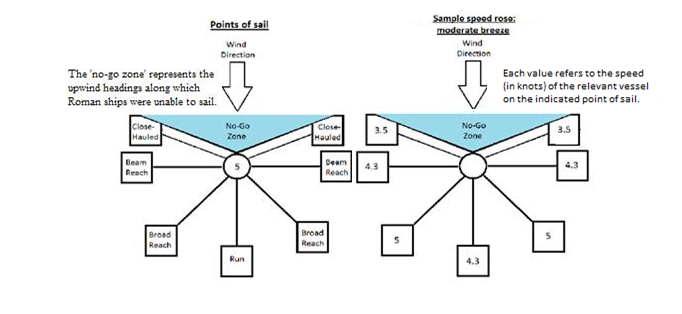 Points of sail
Wind
Direction
The 'no-go zone' represents the
upwind headings along which
Roman ships were unable to sail.
Close-
Hauled
No-Go
Zone
Close-
Hauled
Beam
Reach
5
Beam
Reach
Broad
Reach
Run
Broad
Reach
Sample speed rose:
moderate breeze
Wind
Direction
Each value refers to the speed
(in knots) of the relevant vessel
on the indicated point of sail.
3.5
No-Go
Zone
3.5
4.3
4.3
5
4.3
5